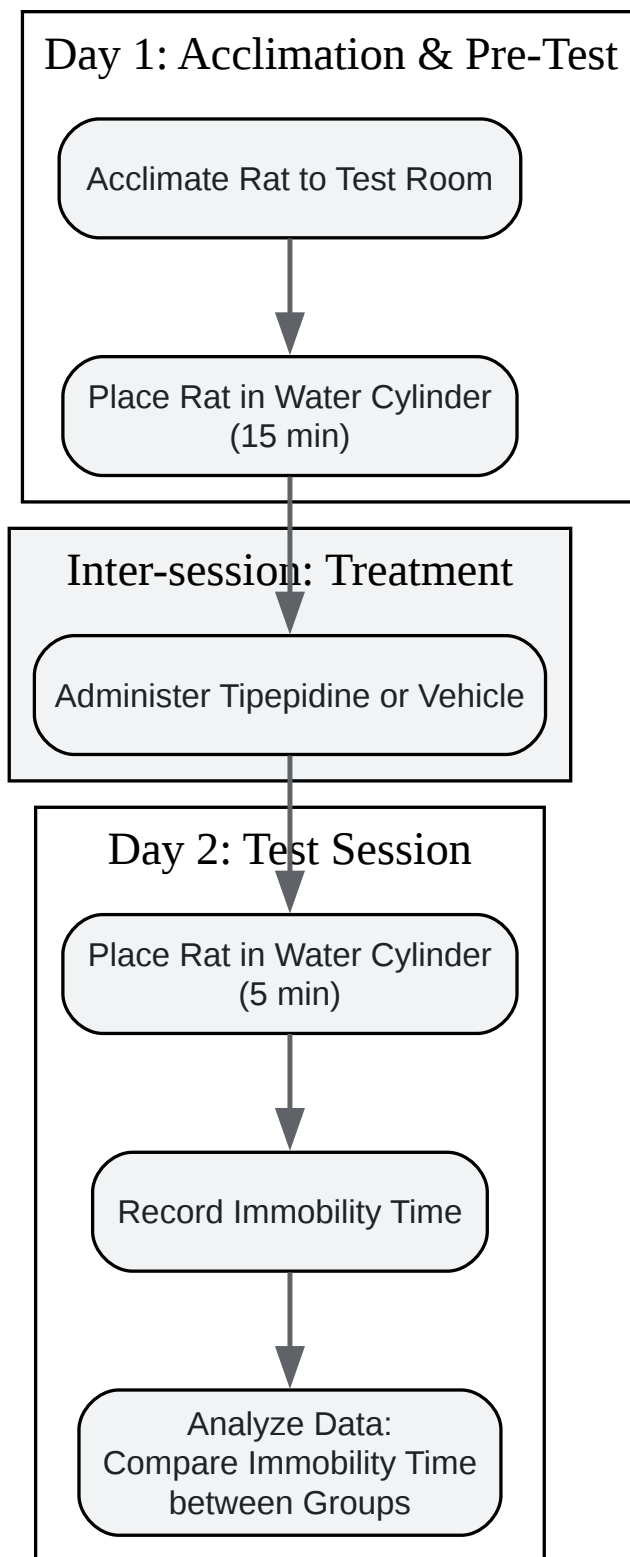 Day 1: Acclimation & Pre-Test
Acclimate Rat to Test Room
Place Rat in Water Cylinder
(15 min)
Inter-session: Treatment
Administer Tipepidine or Vehicle
Day 2: Test Session
Place Rat in Water Cylinder
(5 min)
Record Immobility Time
Analyze Data:
Compare Immobility Time
between Groups